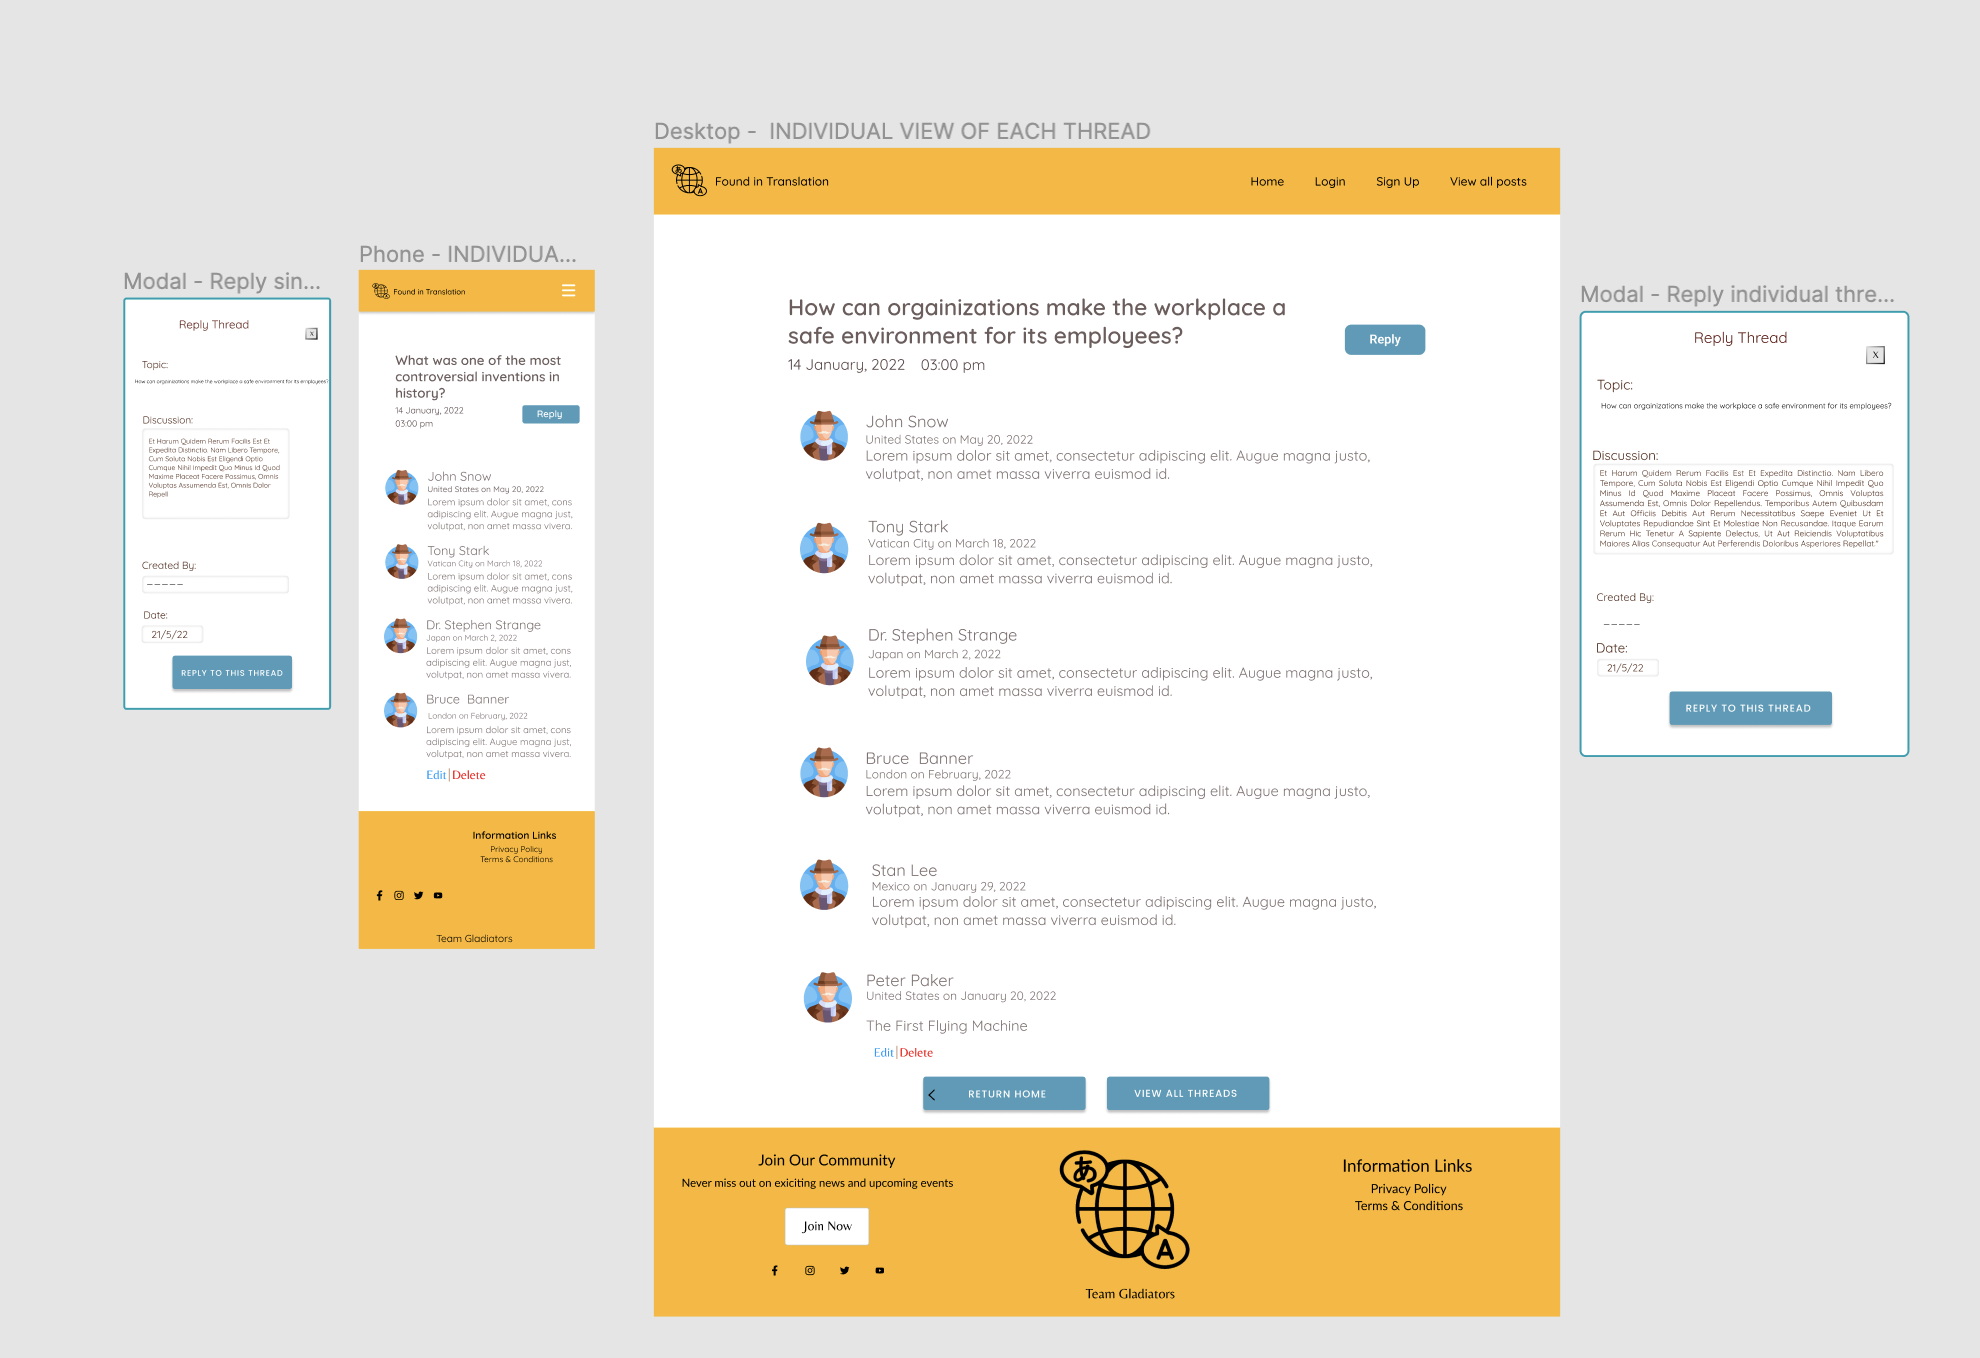 Modal - Reply sin...
Reply Thread
X
Topic:
How can orgainizations make the workplace a safe environment for its employees?
Discussion:
Et Harum Quidem Rerum Facilis Est Et
Expedita Distinctio. Nam Libero Tempore,
Cum Soluta Nobis Est Eligendi Optio
Cumque Nihil Impedit Quo Minus Id Quod
Maxime Placeat Facere Possimus, Omnis
Voluptas Assumenda Est, Omnis Dolor
Repell
Created By:
_____
Date:
21/5/22
REPLY TO THIS THREAD
Phone - INDIVIDUA...
Found in Translation
What was one of the most
controversial inventions in
history?
14 January, 2022
03:00 pm
Reply
John Snow
United States on May 20, 2022
Lorem ipsum dolor sit amet, cons
adipiscing elit. Augue magna just,
volutpat, non amet massa vivera.
Tony Stark
Vatican City on March 18, 2022
Lorem ipsum dolor sit amet, cons
adipiscing elit. Augue magna just,
volutpat, non amet massa vivera.
Dr. Stephen Strange
Japan on March 2, 2022
Lorem ipsum dolor sit amet, cons
adipiscing elit. Augue magna just,
volutpat, non amet massa vivera.
Bruce Banner
London on February, 2022
Lorem ipsum dolor sit amet, cons
adipiscing elit. Augue magna just,
volutpat, non amet massa vivera.
Edit|Delete
Information Links
Privacy Policy
Terms & Conditions
Team Gladiators
Desktop - INDIVIDUAL VIEW OF EACH THREAD
Found in Translation
Home Login Sign Up View all posts
How can orgainizations make the workplace a
safe environment for its employees?
14 January, 2022 03:00 pm
Reply
John Snow
United States on May 20, 2022
Lorem ipsum dolor sit amet, consectetur adipiscing elit. Augue magna justo,
volutpat, non amet massa viverra euismod id.
Tony Stark
Vatican City on March 18, 2022
Lorem ipsum dolor sit amet, consectetur adipiscing elit. Augue magna justo,
volutpat, non amet massa viverra euismod id.
Dr. Stephen Strange
Japan on March 2, 2022
Lorem ipsum dolor sit amet, consectetur adipiscing elit. Augue magna justo,
volutpat, non amet massa viverra euismod id.
Bruce Banner
London on February, 2022
Lorem ipsum dolor sit amet, consectetur adipiscing elit. Augue magna justo,
volutpat, non amet massa viverra euismod id.
Stan Lee
Mexico on January 29, 2022
Lorem ipsum dolor sit amet, consectetur adipiscing elit. Augue magna justo,
volutpat, non amet massa viverra euismod id.
Peter Paker
United States on January 20, 2022
The First Flying Machine
Edit|Delete
RETURN HOME
VIEW ALL THREADS
Join Our Community
Never miss out on exiciting news and upcoming events
Join Now
あ
A
Team Gladiators
Information Links
Privacy Policy
Terms & Conditions
Modal - Reply individual thre...
Reply Thread
X
Topic:
How can orgainizations make the workplace a safe environment for its employees?
Discussion:
Et Harum Quidem Rerum Facilis Est Et Expedita Distinctio. Nam Libero
Tempore, Cum Soluta Nobis Est Eligendi Optio Cumque Nihil Impedit Quo
Minus Id Quod Maxime Placeat Facere Possimus, Omnis Voluptas
Assumenda Est, Omnis Dolor Repellendus. Temporibus Autem Quibusdam
Et Aut Officiis Debitis Aut Rerum Necessitatibus Saepe Eveniet Ut Et
Voluptates Repudiandae Sint Et Molestiae Non Recusandae. Itaque Earum
Rerum Hic Tenetur A Sapiente Delectus, Ut Aut Reiciendis Voluptatibus
Maiores Alias Consequatur Aut Perferendis Doloribus Asperiores Repellat."
Created By:
_____
Date:
21/5/22
REPLY TO THIS THREAD